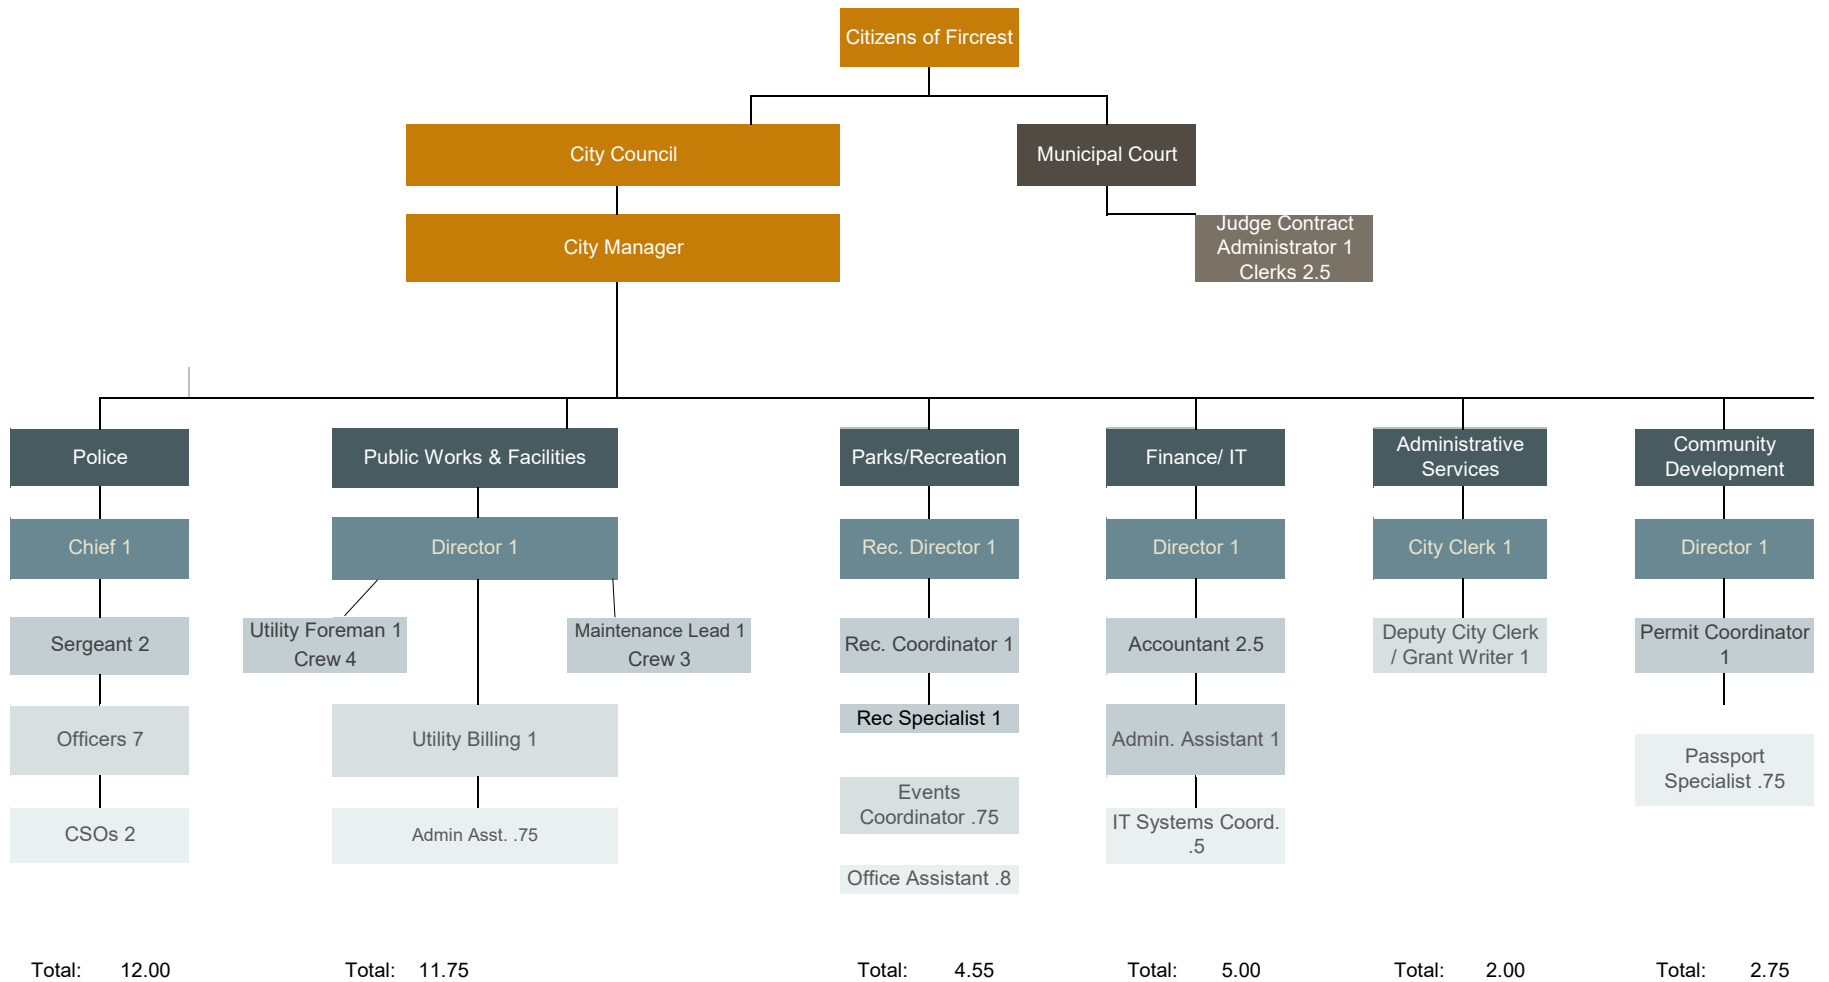 Citizens of Fircrest
City Council
Municipal Court
City Manager
Judge Contract
Administrator 1
Clerks 2.5
Police
Public Works & Facilities
Parks/Recreation
Finance/ IT
Administrative
Services
Community
Development
Chief 1
Director 1
Rec. Director 1
Director 1
City Clerk 1
Director 1
Sergeant 2
Utility Foreman 1
Crew 4
Maintenance Lead 1
Crew 3
Rec. Coordinator 1
Accountant 2.5
Deputy City Clerk
/ Grant Writer 1
Permit Coordinator
1
Officers 7
Utility Billing 1
Rec Specialist 1
Admin. Assistant 1
Passport
Specialist .75
Events
Coordinator .75
CSOs 2
Admin Asst. .75
IT Systems Coord.
.5
Office Assistant .8
Total: 12.00
Total: 11.75
Total: 4.55
Total: 5.00
Total: 2.00
Total: 2.75